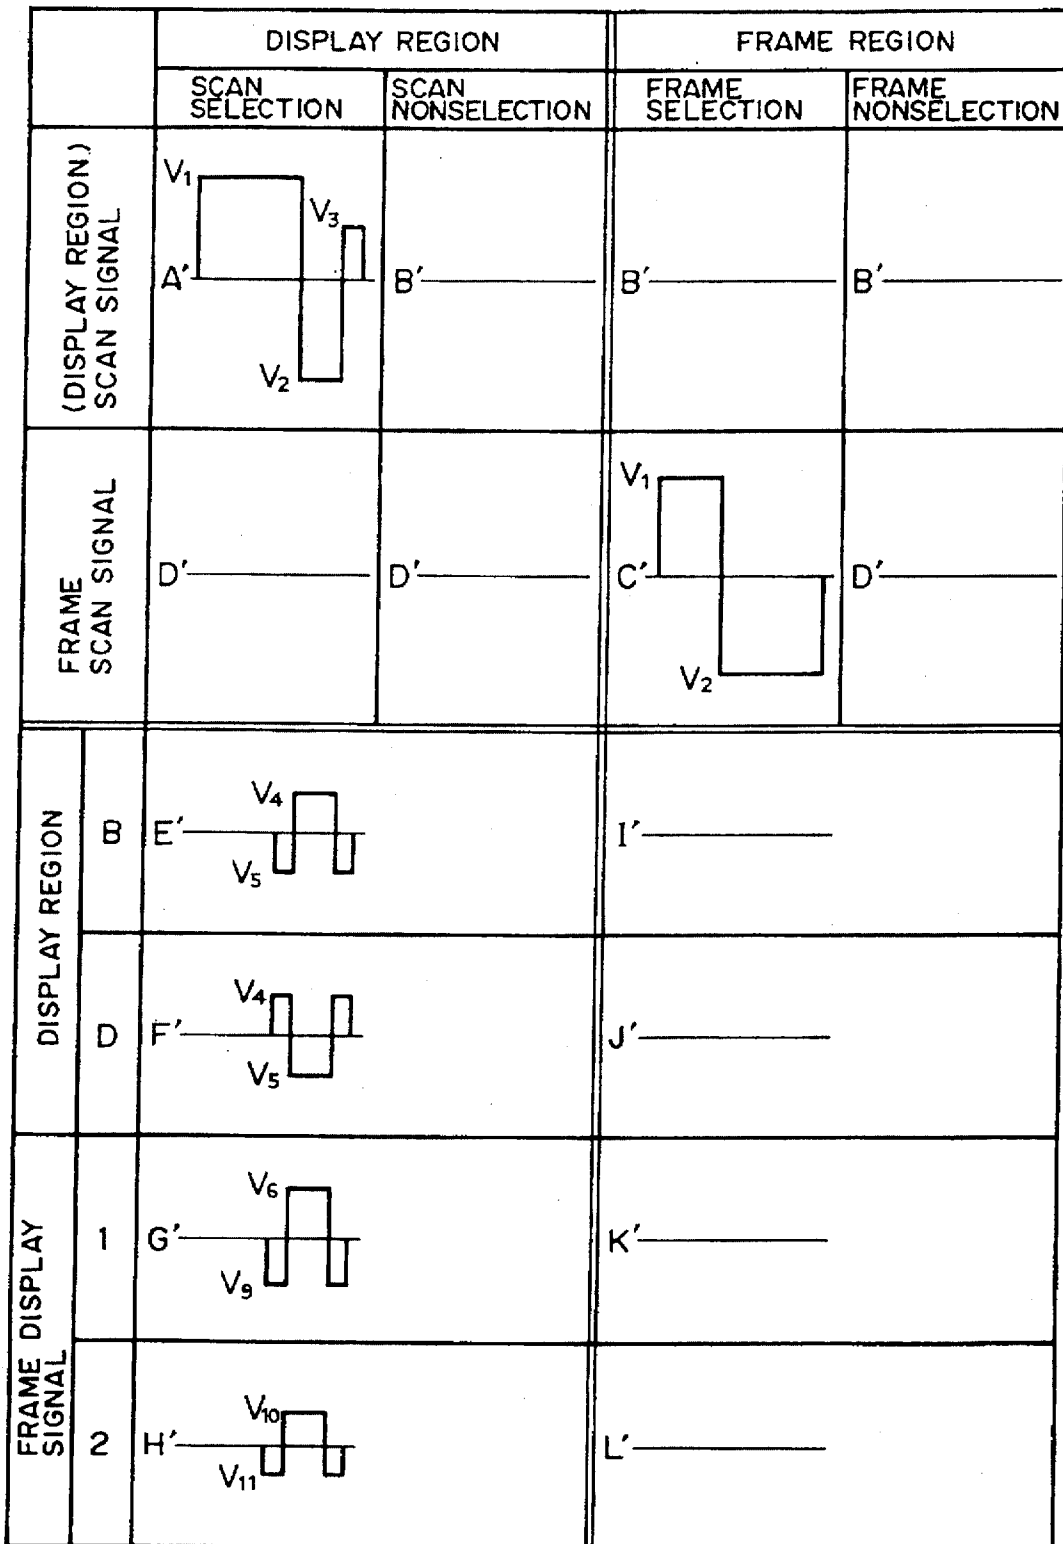 DISPLAY REGION
FRAME REGION
SCAN
SELECTION
SCAN
NONSELECTION
FRAME
SELECTION
FRAME
NONSELECTION
(DISPLAY REGION)
SCAN SIGNAL
V1
V3
A'
V2
B'
B'
B'
FRAME
SCAN SIGNAL
D'
D'
V1
C'
V2
D'
DISPLAY REGION
B
V4
E'
V5
I'
D
V4
F'
V5
J'
FRAME DISPLAY
SIGNAL
1
V6
G'
V9
K'
2
V10
H'
V11
L'